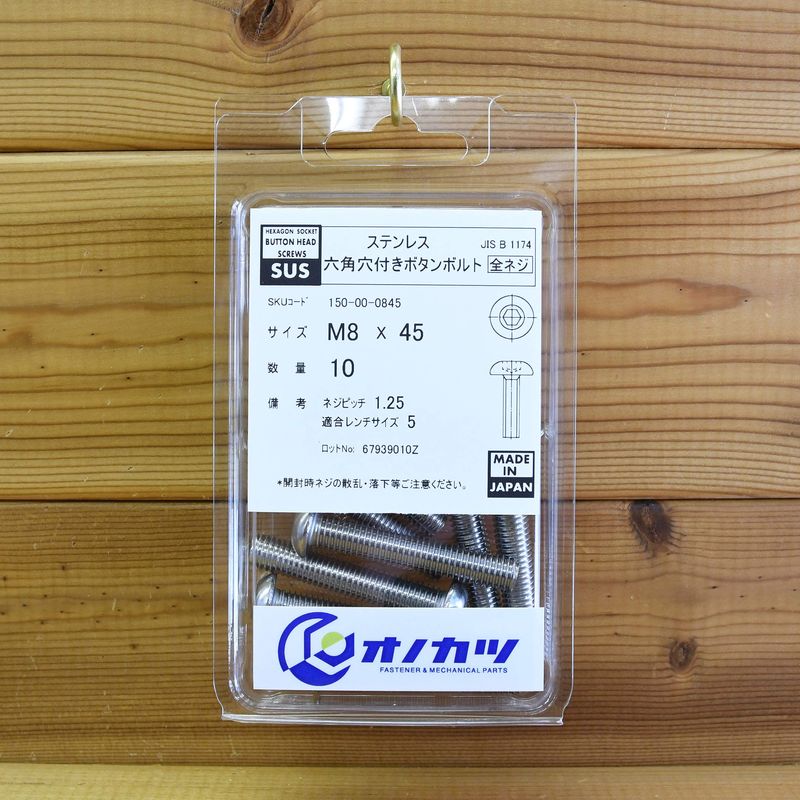 HEXAGON SOCKET
BUTTON HEAD
SCREWS
SUS
ステンレス
JIS B 1174
六角穴付きボタンボルト
全ネジ
SKUコード 150-00-0845
サイズ M8 x 45
数量 10
備考 ネジピッチ 1.25
適合レンチサイズ 5
ロットNo: 67939010Z
MADE
IN
JAPAN
*開封時ネジの散乱・落下等ご注意ください。
オノカツ
FASTENER & MECHANICAL PARTS